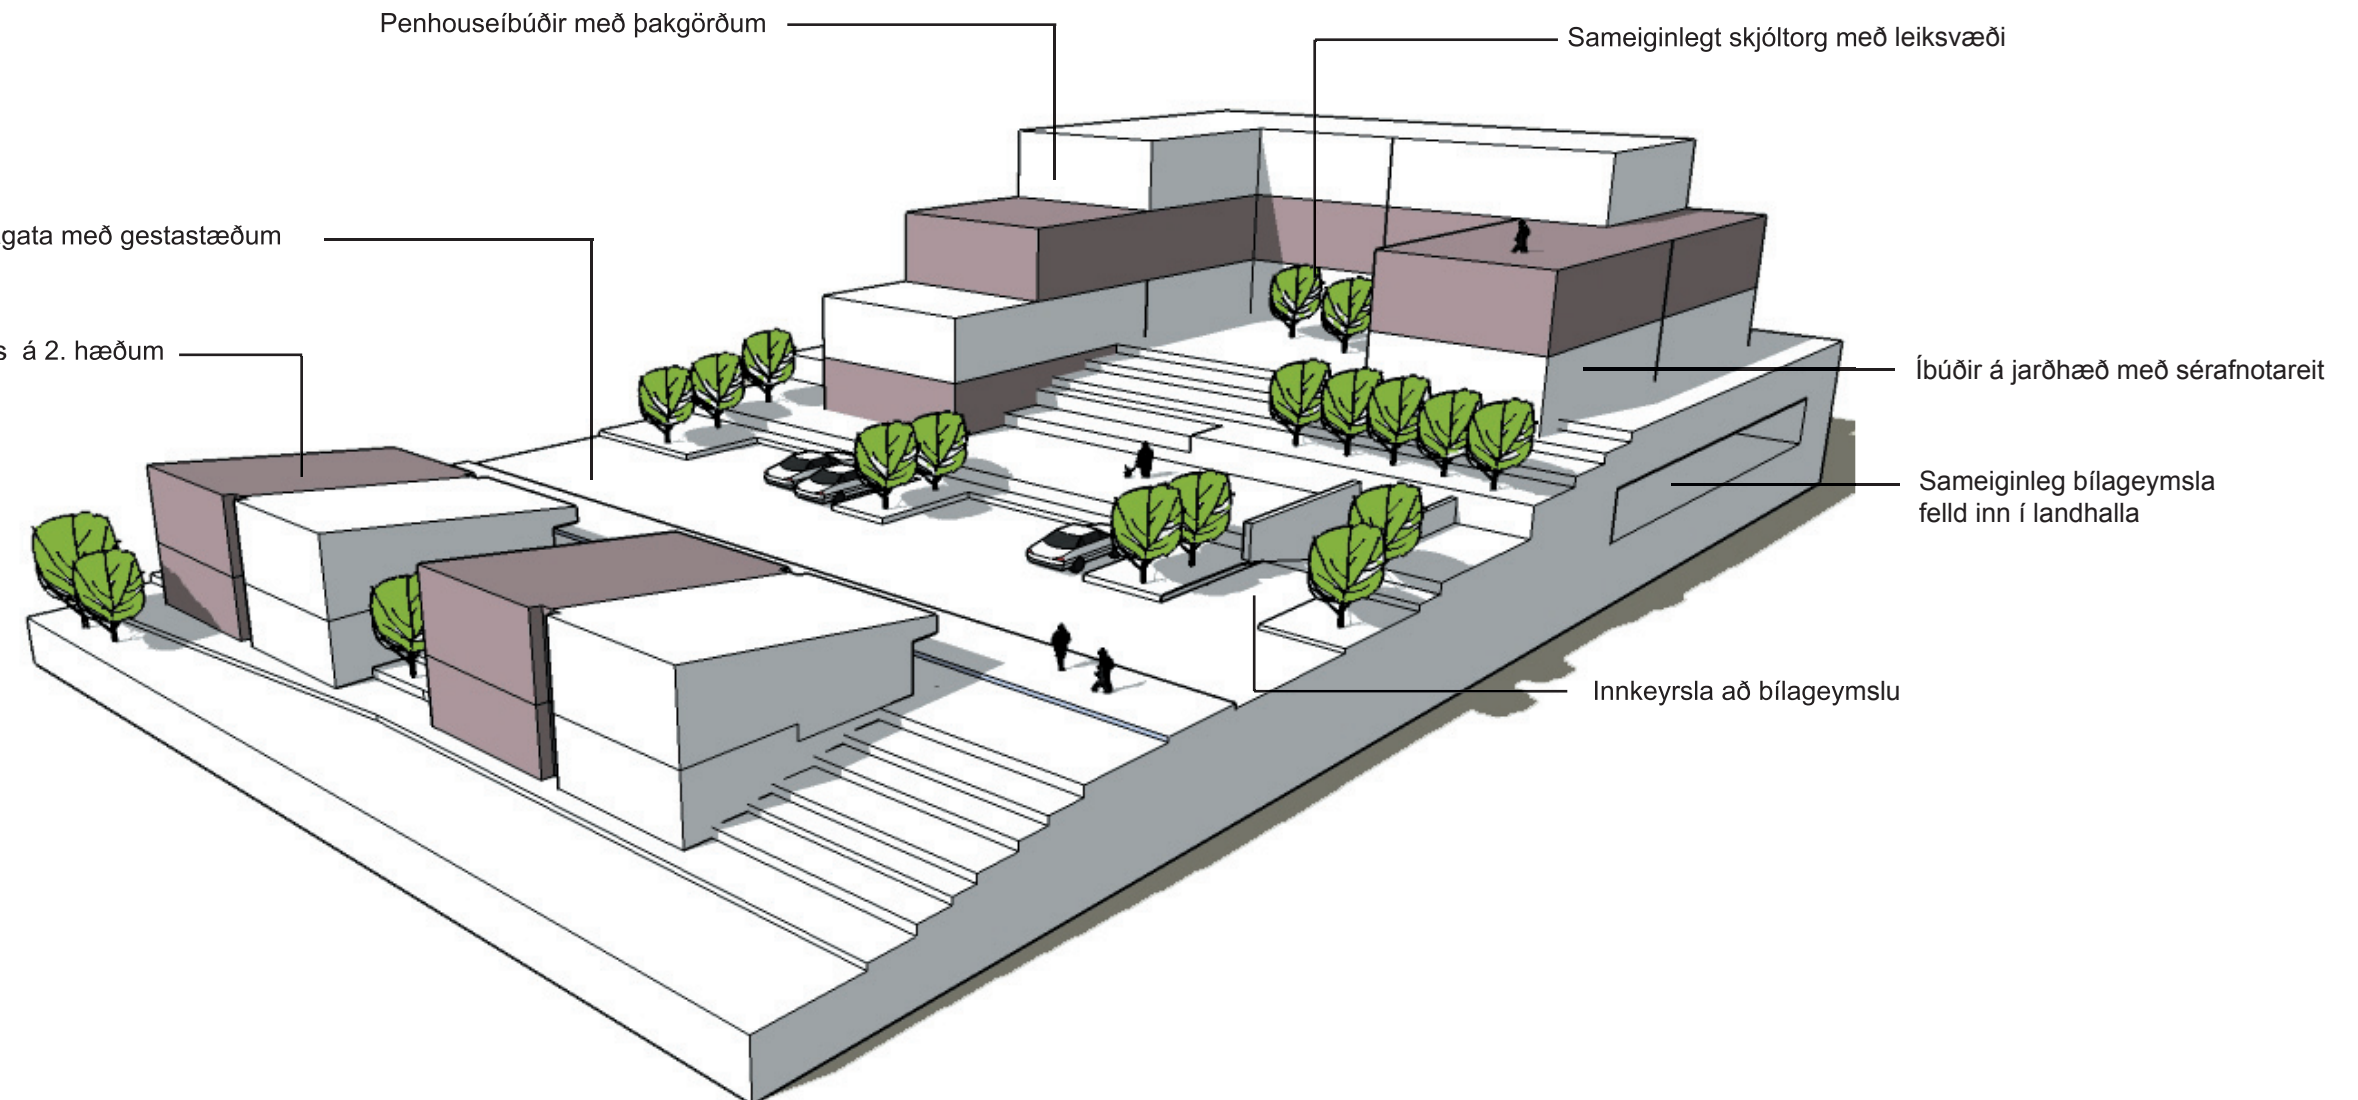 Penhouseíbúðir með þakgörðum
Sameiginlegt skjóltorg með leiksvæði
gata með gestastæðum
s á 2. hæðum
Íbúðir á jarðhæð með sérafnotareit
Sameiginleg bílageymsla
felld inn í landhalla
Innkeyrsla að bílageymslu